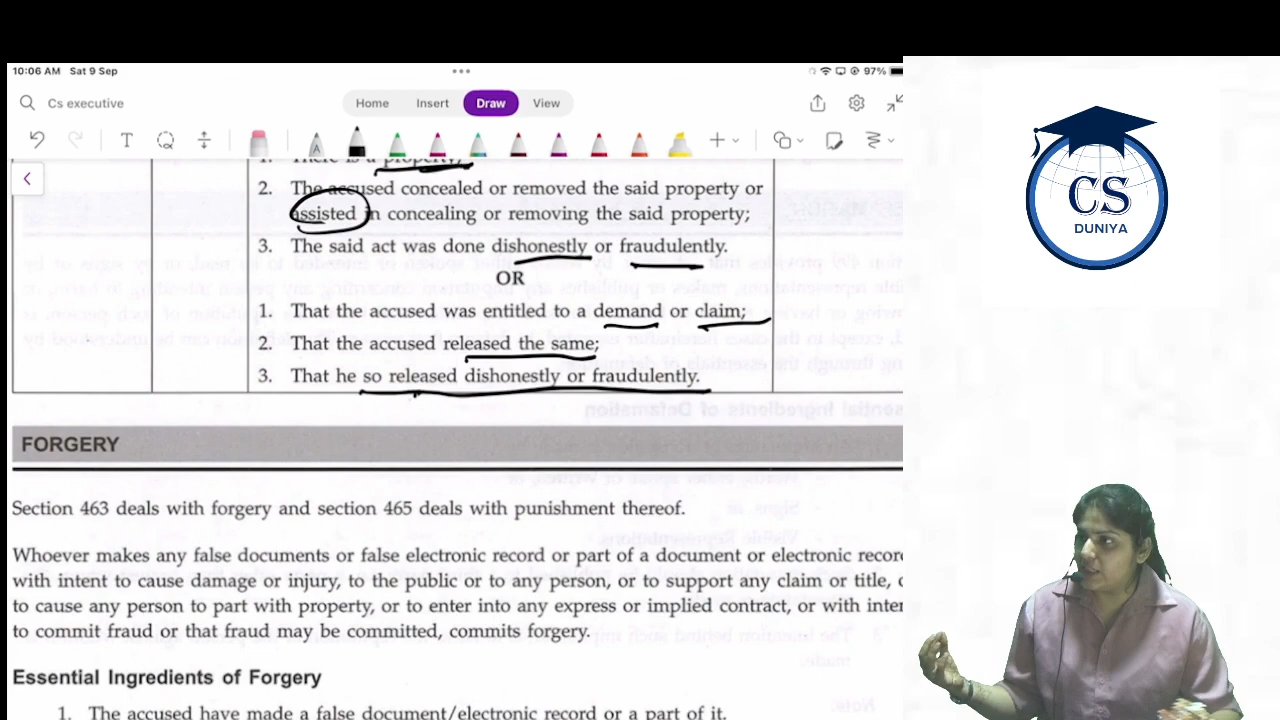 10:06 AM Sat 9 Sep
97%
Cs executive
Home Insert Draw View
CS
DUNIYA
1. There is a property;
2. The accused concealed or removed the said property or
assisted in concealing or removing the said property;
3. The said act was done dishonestly or fraudulently.
OR
1. That the accused was entitled to a demand or claim;
2. That the accused released the same;
3. That he so released dishonestly or fraudulently.
FORGERY
Section 463 deals with forgery and section 465 deals with punishment thereof.
Whoever makes any false documents or false electronic record or part of a document or electronic recor
with intent to cause damage or injury, to the public or to any person, or to support any claim or title, o
to cause any person to part with property, or to enter into any express or implied contract, or with inter
to commit fraud or that fraud may be committed, commits forgery.
Essential Ingredients of Forgery
1. The accused have made a false document/electronic record or a part of it.